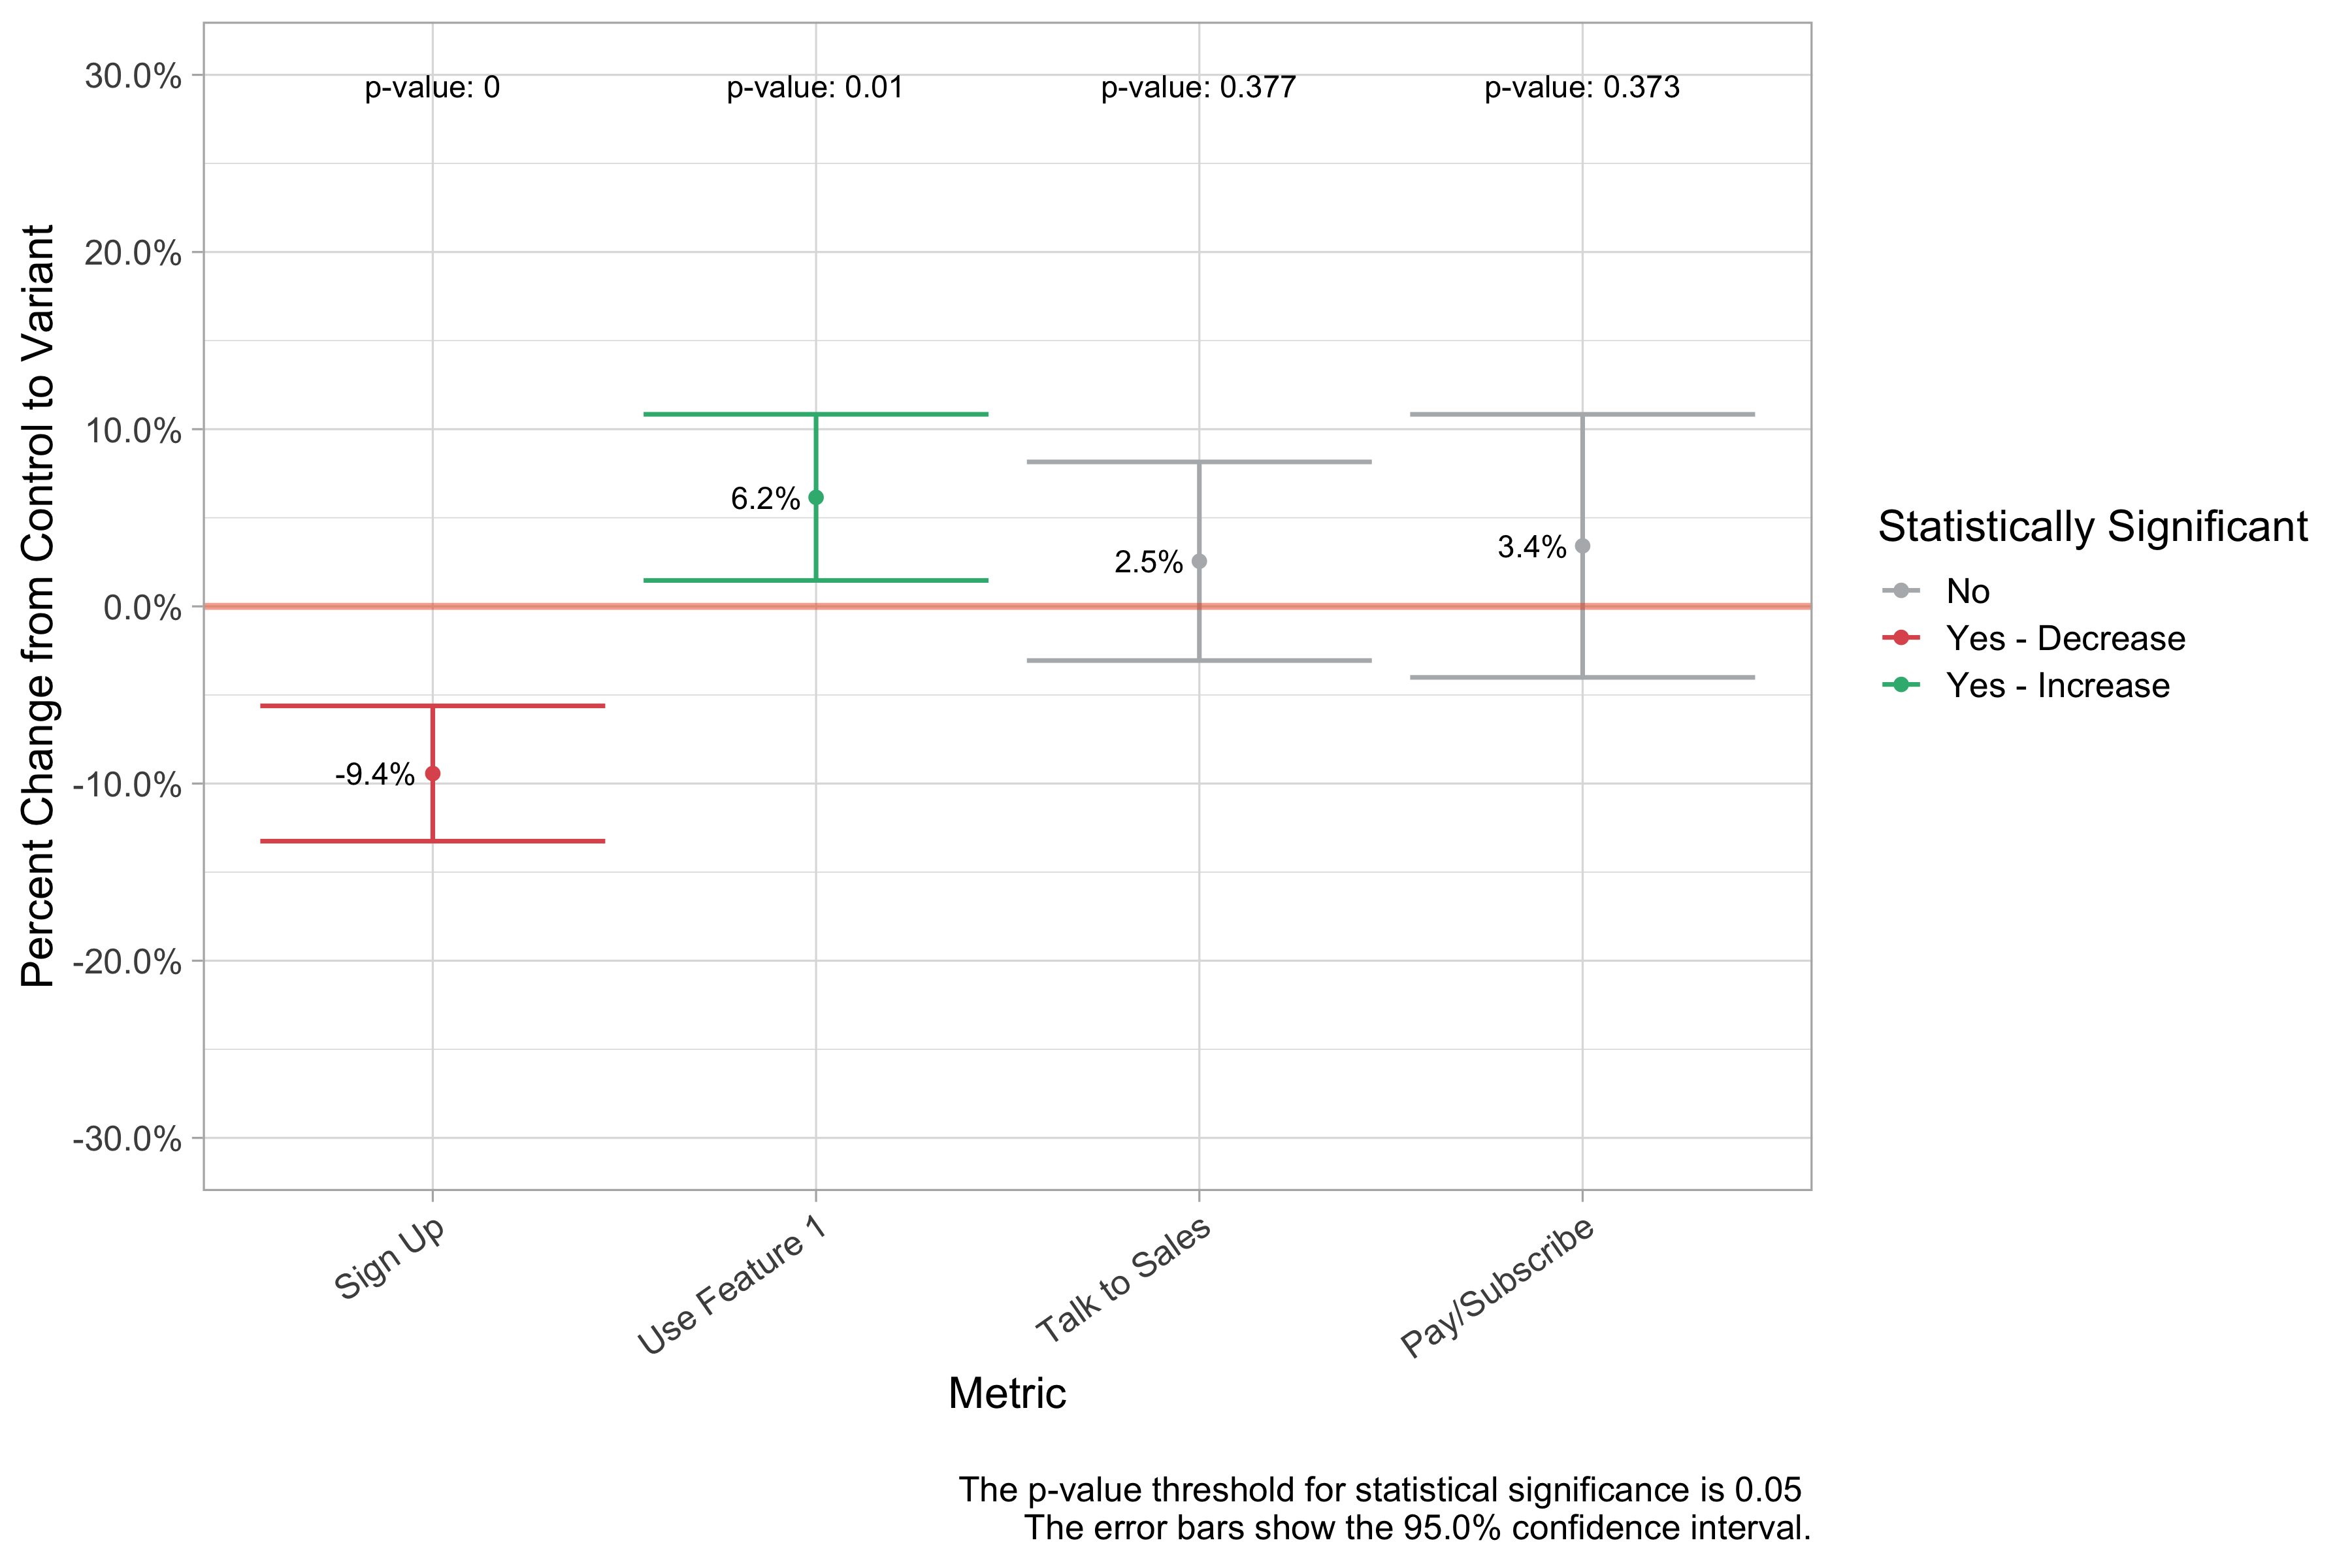 p-value: 0
p-value: 0.01
p-value: 0.377
p-value: 0.373
30.0%
20.0%
10.0%
0.0%
-10.0%
-20.0%
-30.0%
Percent Change from Control to Variant
-9.4%
6.2%
2.5%
3.4%
Sign Up
Use Feature 1
Talk to Sales
Pay/Subscribe
Metric
Statistically Significant
No
Yes - Decrease
Yes - Increase
The p-value threshold for statistical significance is 0.05
The error bars show the 95.0% confidence interval.